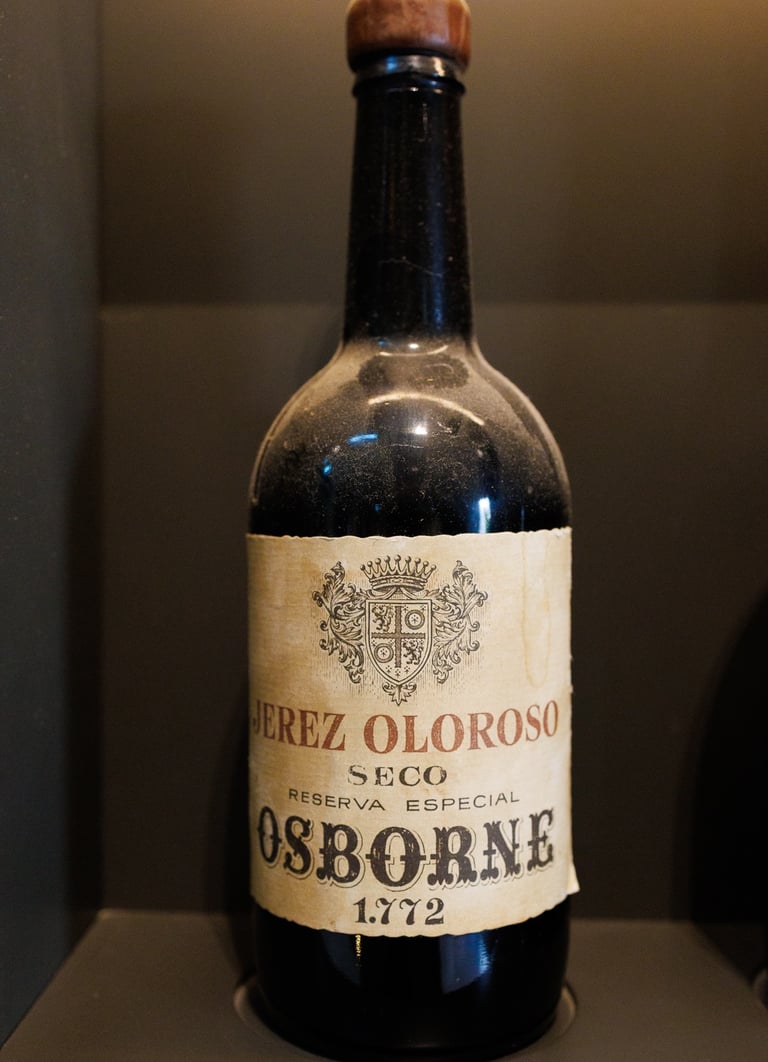 JEREZ OLOROSO
SECO
RESERVA ESPECIAL
OSBORNE
1.772